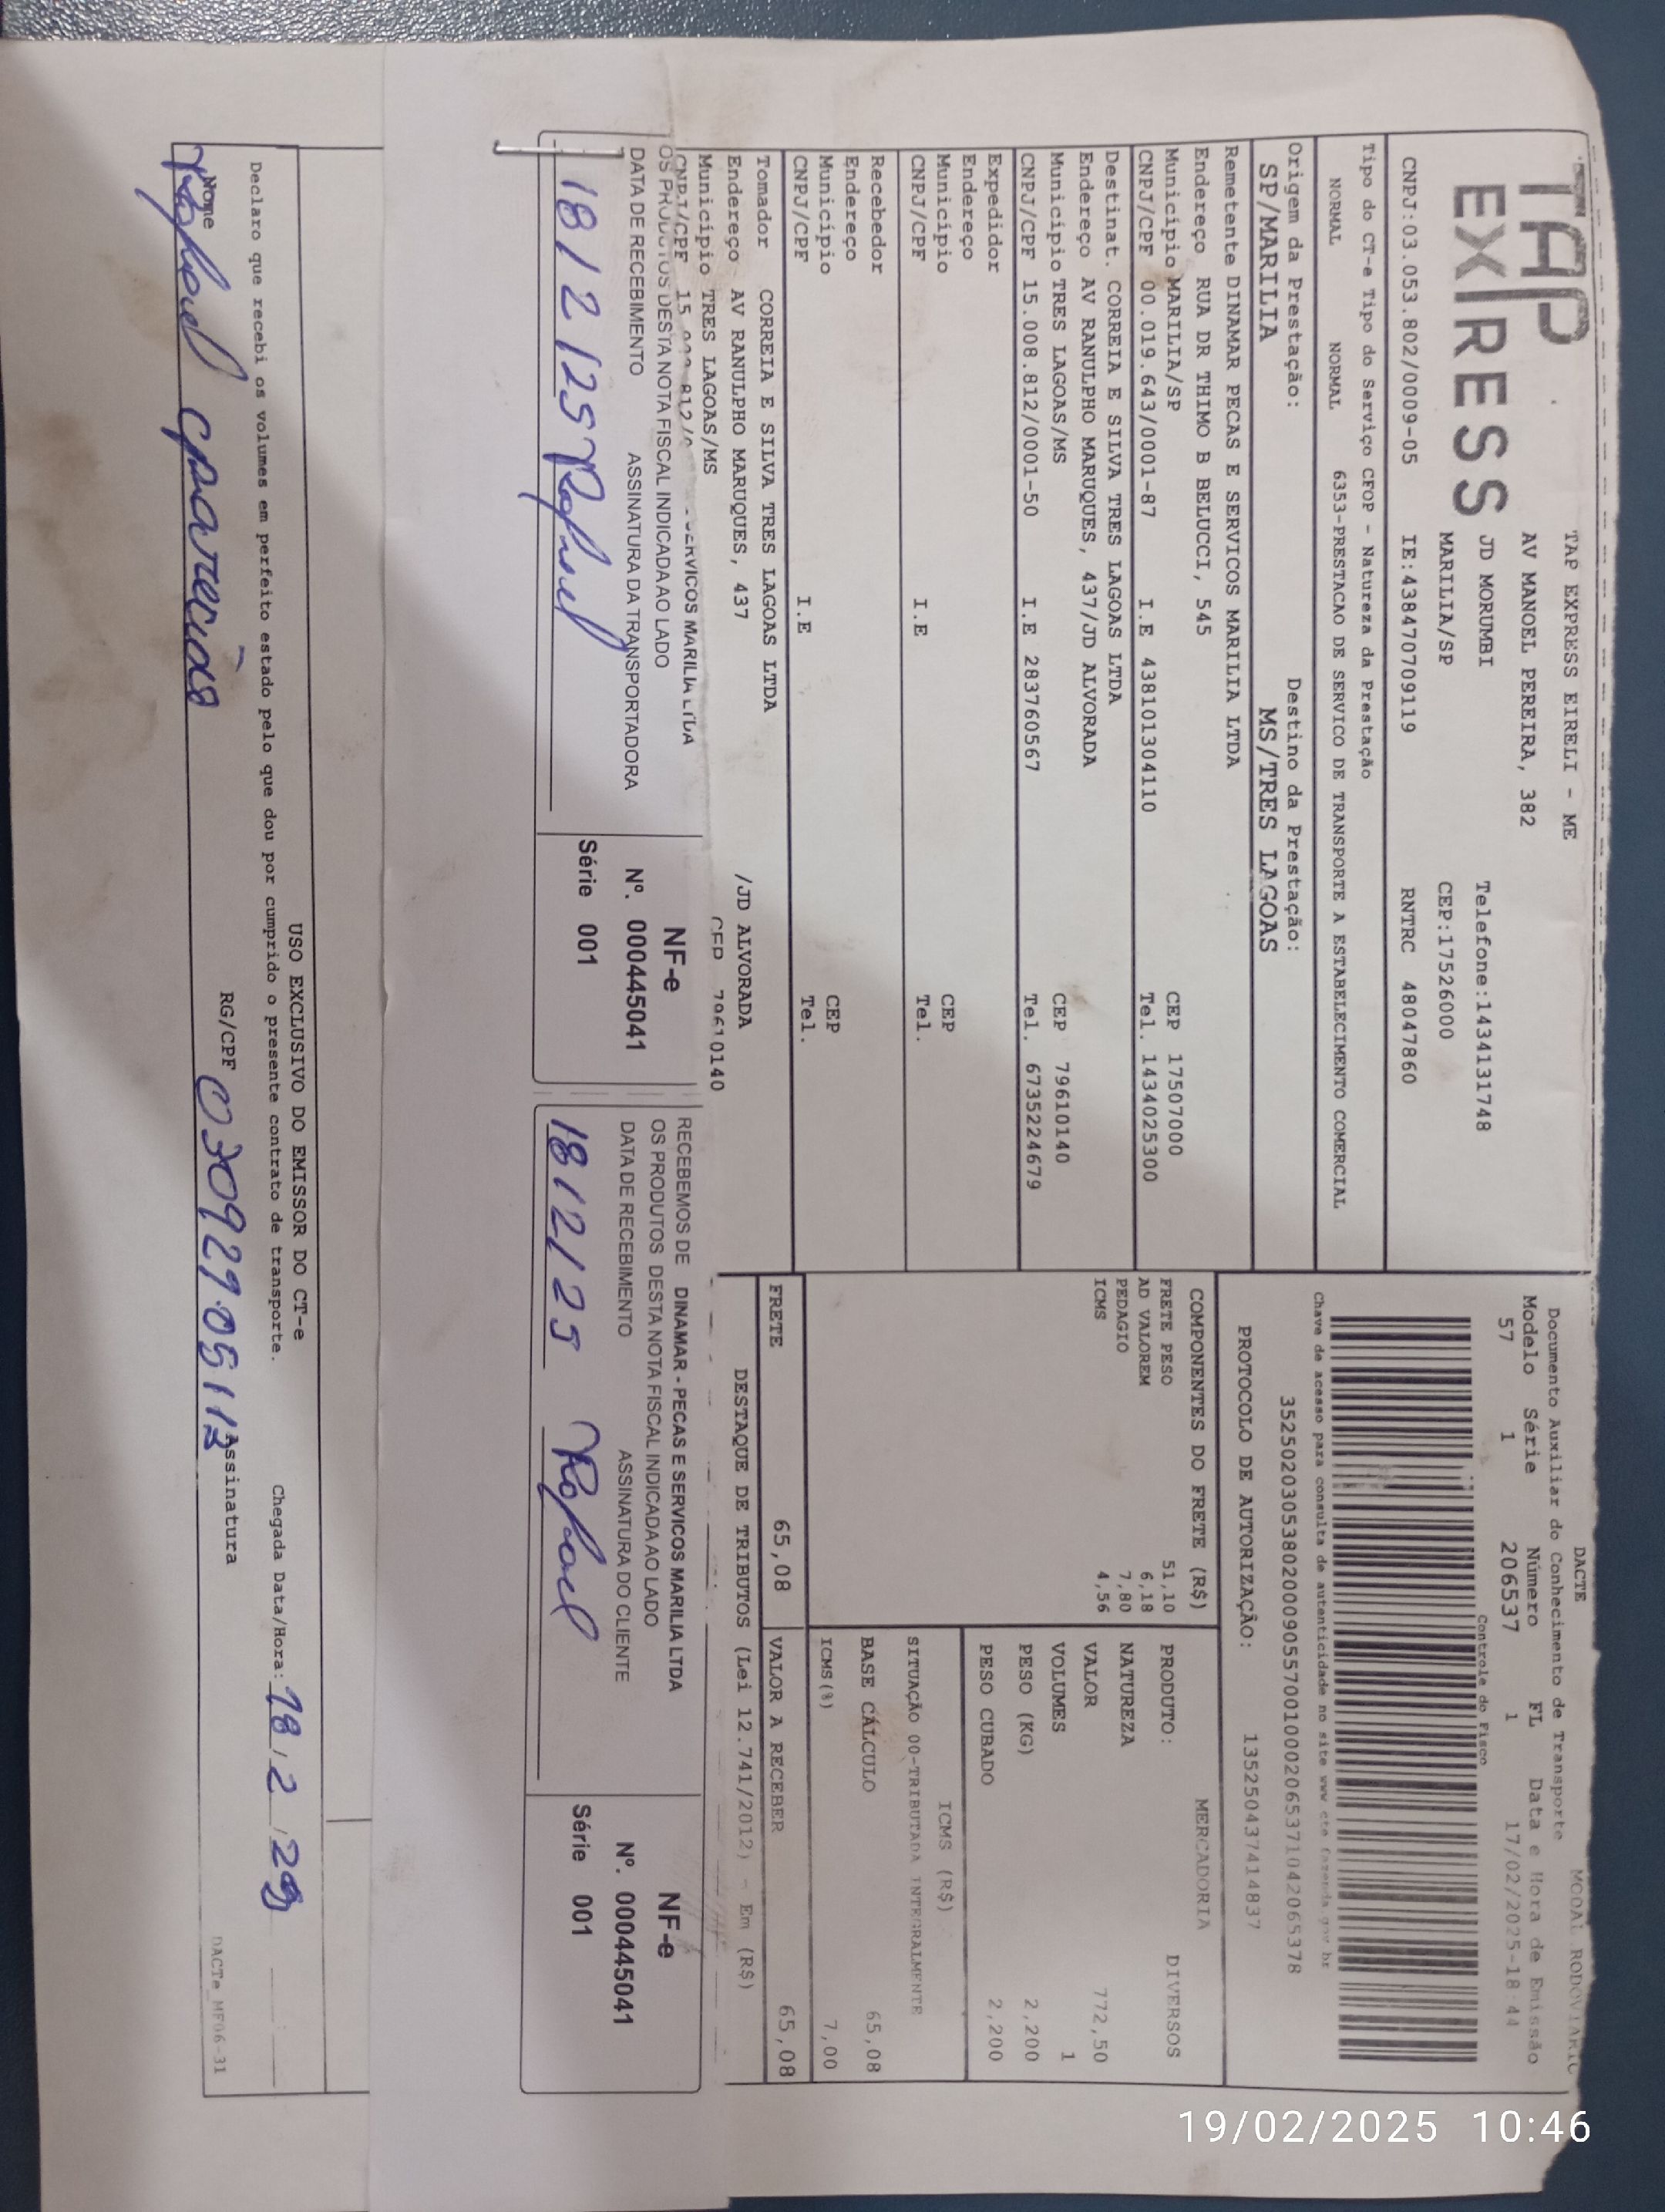 TAP
EXPRESS
TAP EXPRESS EIRELI - ME
AV MANOEL PEREIRA, 382
JD MORUMBI
Telefone:1434131748
MARILIA/SP
CEP:17526000
CNPJ:03.053.802/0009-05 IE:438470709119 RNTRC 48047860
DACTE
MODAL RODOVIARIO
Documento Auxiliar do Conhecimento de Transporte
Modelo Série Número FL Data e Hora de Emissão
57 1 206537 1 17/02/2025-18:44
Controle do Fisco
Chave de acesso para consulta de autenticidade no site www cte fazenda.gov.br
35250203053802000905570010002065371042065378
PROTOCOLO DE AUTORIZAÇÃO: 135250437414837
Tipo do CT-e Tipo do Serviço CFOP - Natureza da Prestação
NORMAL NORMAL 6353-PRESTACAO DE SERVICO DE TRANSPORTE A ESTABELECIMENTO COMERCIAL
Origem da Prestação: Destino da Prestação:
SP/MARILIA MS/TRES LAGOAS
Remetente DINAMAR PECAS E SERVICOS MARILIA LTDA
Endereço RUA DR THIMO B BELUCCI, 545
Município MARILIA/SP CEP 17507000
CNPJ/CPF 00.019.643/0001-87 I.E 438101304110 Tel. 1434025300
Destinat. CORREIA E SILVA TRES LAGOAS LTDA
Endereço AV RANULPHO MARUQUES, 437/JD ALVORADA
Município TRES LAGOAS/MS CEP 79610140
CNPJ/CPF 15.008.812/0001-50 I.E 283760567 Tel. 6735224679
Expedidor
Endereço
Município CEP
CNPJ/CPF I.E Tel.
Recebedor
Endereço
Município CEP
CNPJ/CPF I.E Tel.
Tomador CORREIA E SILVA TRES LAGOAS LTDA
Endereço AV RANULPHO MARUQUES, 437 /JD ALVORADA
Município TRES LAGOAS/MS CEP 79610140
CNPJ/CPF
COMPONENTES DO FRETE (R$)
FRETE PESO 51,10
AD VALOREM 6,18
PEDAGIO 7,80
ICMS 4,56
MERCADORIA
PRODUTO: DIVERSOS
NATUREZA
VALOR 772,50
VOLUMES 1
PESO (KG) 2,200
PESO CUBADO 2,200
ICMS (R$)
SITUAÇÃO 00-TRIBUTADA INTEGRALMENTE
BASE CÁLCULO 65,08
ICMS(%) 7,00
FRETE 65,08 VALOR A RECEBER 65,08
DESTAQUE DE TRIBUTOS (Lei 12.741/2012) - Em (R$)
SERVICOS MARILIA LTDA
OS PRODUTOS DESTA NOTA FISCAL INDICADA AO LADO
DATA DE RECEBIMENTO ASSINATURA DA TRANSPORTADORA
18/2/25 Rafael
NF-e
Nº. 000445041
Série 001
RECEBEMOS DE DINAMAR - PECAS E SERVICOS MARILIA LTDA
OS PRODUTOS DESTA NOTA FISCAL INDICADA AO LADO
DATA DE RECEBIMENTO ASSINATURA DO CLIENTE
18/2/25 Rafael
NF-e
Nº. 000445041
Série 001
USO EXCLUSIVO DO EMISSOR DO CT-e
Declaro que recebi os volumes em perfeito estado pelo que dou por cumprido o presente contrato de transporte.
Chegada Data/Hora: 18/2/25
Nome Rafael RG/CPF Assinatura
DACTe_MF06-31
19/02/2025 10:46